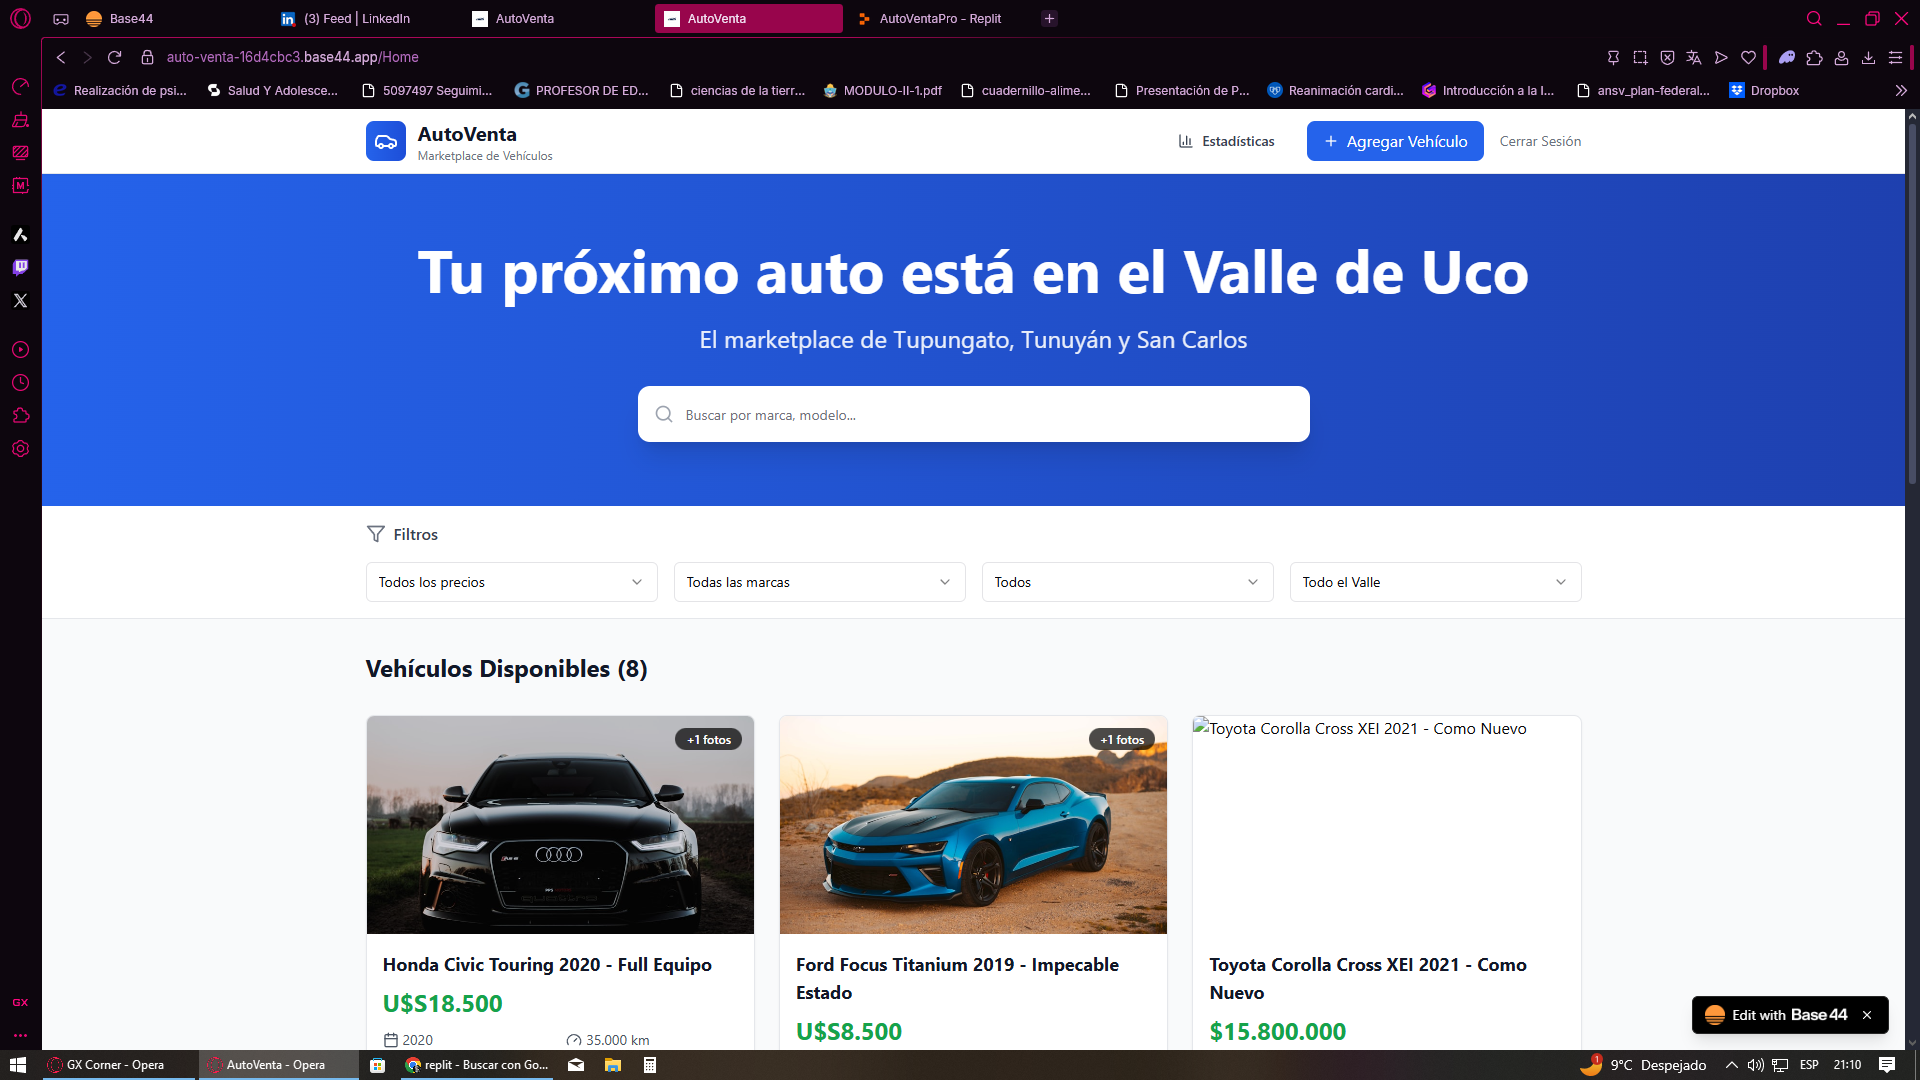 Base44
(3) Feed | LinkedIn
AutoVenta
AutoVenta
AutoVentaPro - Replit
auto-venta-16d4cbc3.base44.app/Home
Realización de psi...
Salud Y Adolesce...
5097497 Seguimi...
PROFESOR DE ED...
ciencias de la tierr...
MODULO-II-1.pdf
cuadernillo-alime...
Presentación de P...
Reanimación cardi...
Introducción a la I...
ansv_plan-federal...
Dropbox
AutoVenta
Marketplace de Vehículos
Estadísticas
+ Agregar Vehículo
Cerrar Sesión
Tu próximo auto está en el Valle de Uco
El marketplace de Tupungato, Tunuyán y San Carlos
Buscar por marca, modelo...
Filtros
Todos los precios
Todas las marcas
Todos
Todo el Valle
Vehículos Disponibles (8)
+1 fotos
+1 fotos
Toyota Corolla Cross XEI 2021 - Como Nuevo
Honda Civic Touring 2020 - Full Equipo
U$S18.500
2020
35.000 km
Ford Focus Titanium 2019 - Impecable
Estado
U$S8.500
Toyota Corolla Cross XEI 2021 - Como
Nuevo
$15.800.000
Edit with Base44
GX
GX Corner - Opera
AutoVenta - Opera
replit - Buscar con Go...
1
9°C Despejado
ESP
21:10